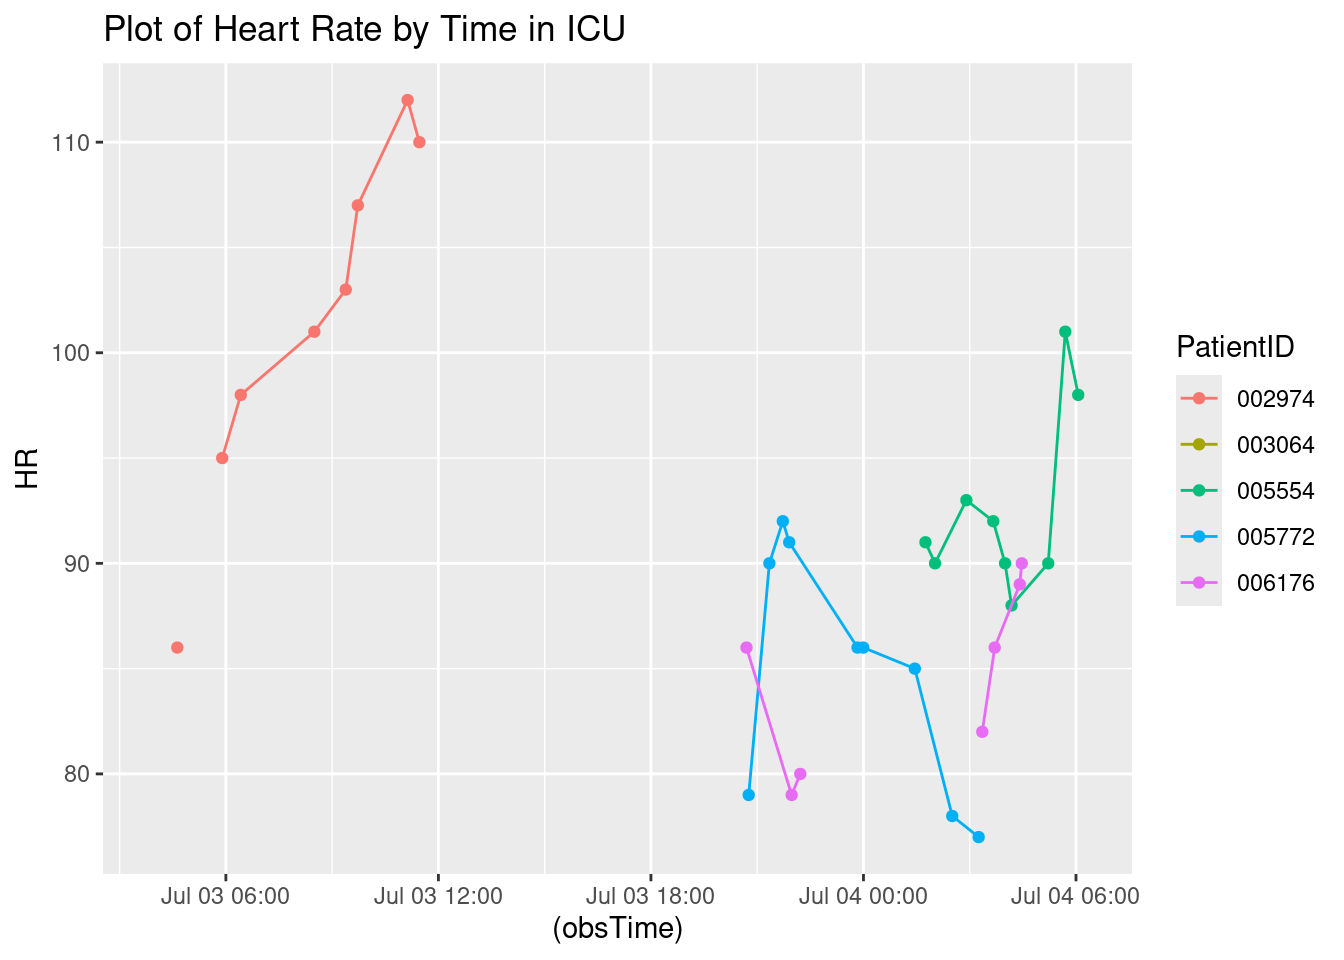 Plot of Heart Rate by Time in ICU
110
100
90
80
HR
Jul 03 06:00
Jul 03 12:00
Jul 03 18:00
Jul 04 00:00
Jul 04 06:00
(obsTime)
PatientID
002974
003064
005554
005772
006176